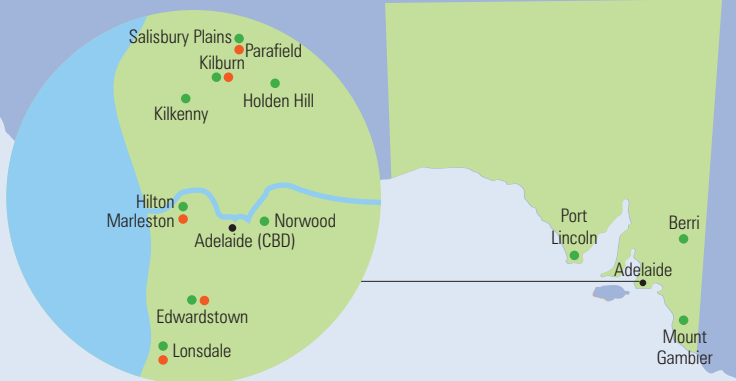 Salisbury Plains
Parafield
Kilburn
Holden Hill
Kilkenny
Hilton
Marleston
Norwood
Adelaide (CBD)
Edwardstown
Lonsdale
Port
Lincoln
Berri
Adelaide
Mount
Gambier